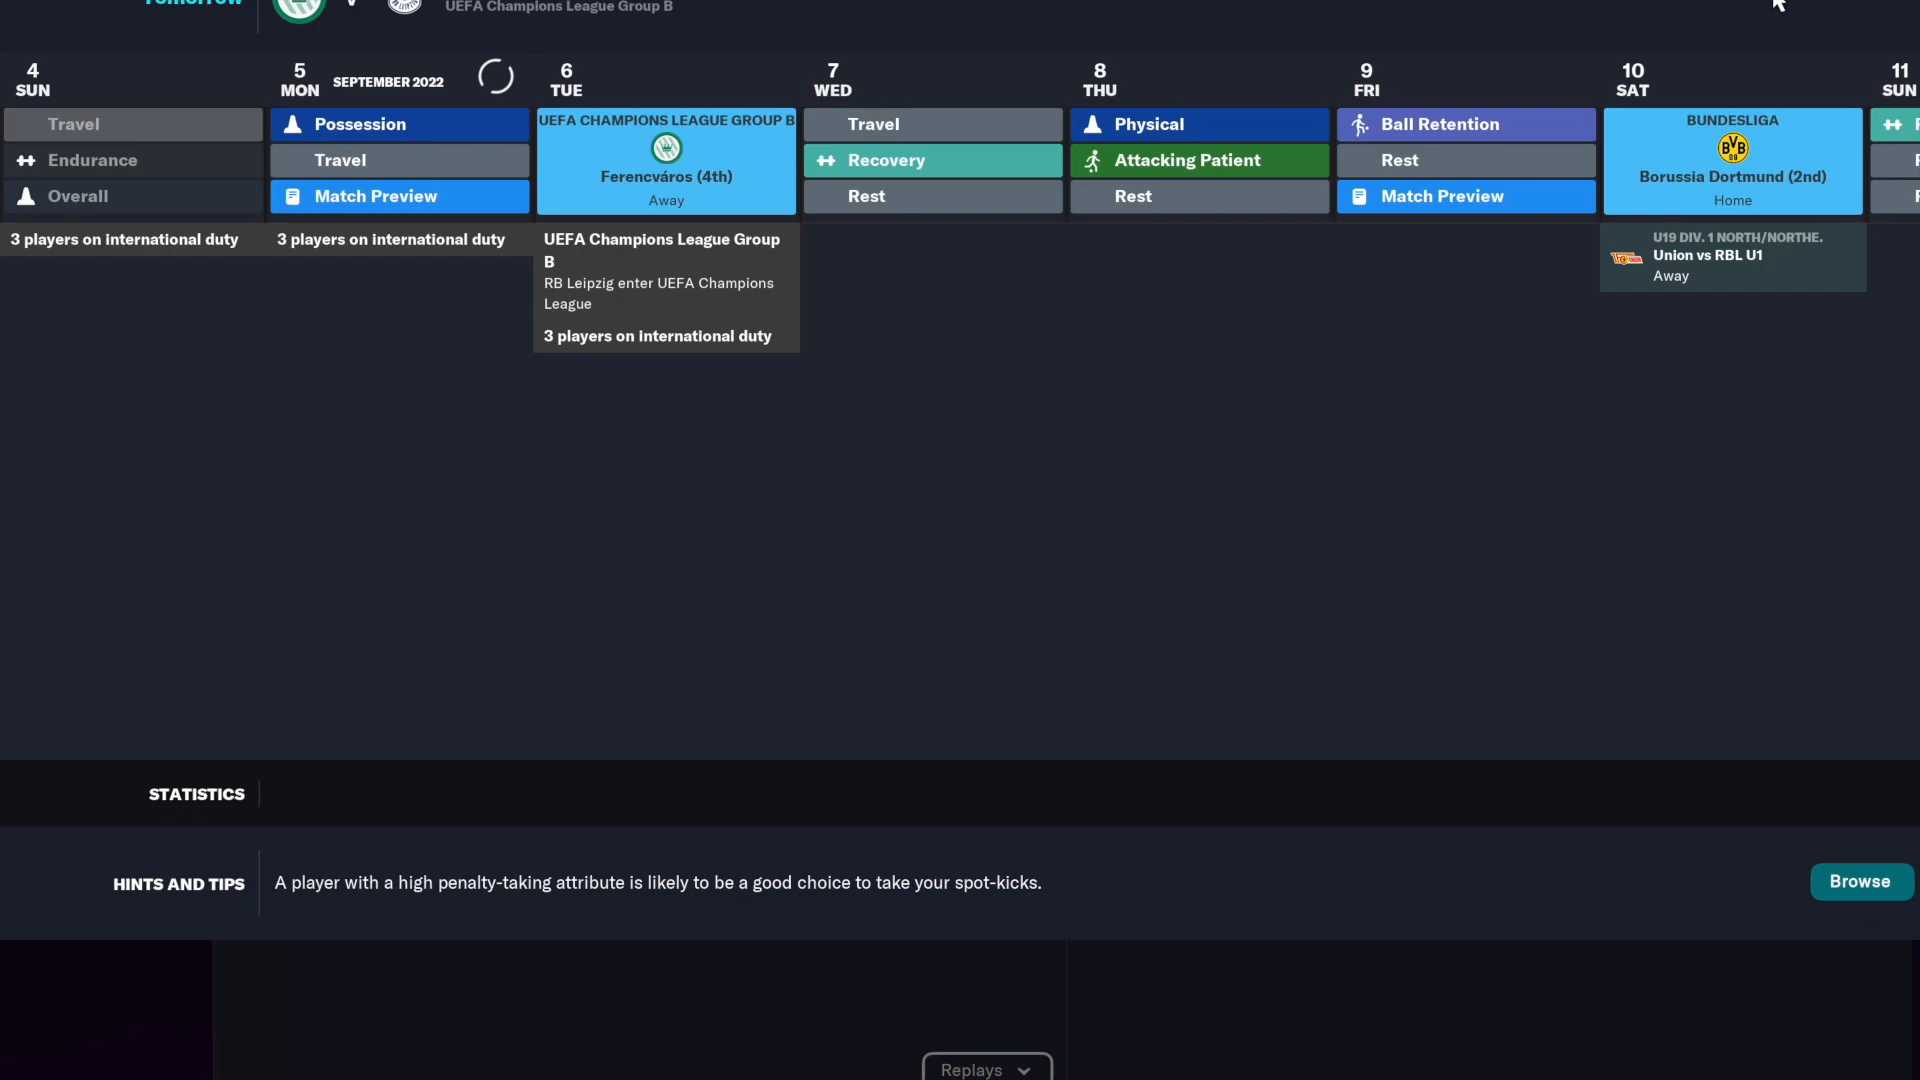 Tomorrow
v
UEFA Champions League Group B
4
SUN
5
MON
SEPTEMBER 2022
6
TUE
7
WED
8
THU
9
FRI
10
SAT
11
SUN
Travel
Endurance
Overall
Possession
Travel
Match Preview
UEFA CHAMPIONS LEAGUE GROUP B
Ferencváros (4th)
Away
Travel
Recovery
Rest
Physical
Attacking Patient
Rest
Ball Retention
Rest
Match Preview
BUNDESLIGA
BVB
09
Borussia Dortmund (2nd)
Home
3 players on international duty
3 players on international duty
UEFA Champions League Group
B
RB Leipzig enter UEFA Champions
League
3 players on international duty
U19 DIV. 1 NORTH/NORTHE.
Union vs RBL U1
Away
STATISTICS
HINTS AND TIPS
A player with a high penalty-taking attribute is likely to be a good choice to take your spot-kicks.
Browse
Replays